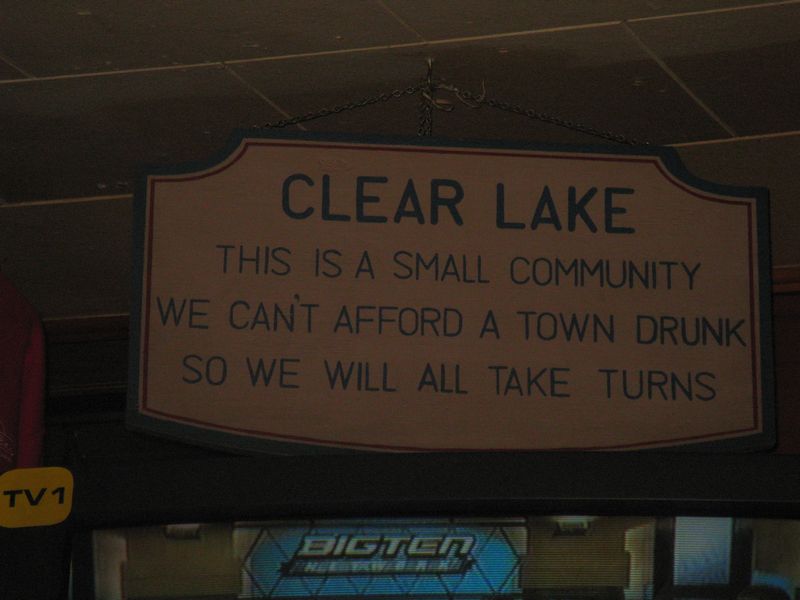 CLEAR LAKE
THIS IS A SMALL COMMUNITY
WE CAN'T AFFORD A TOWN DRUNK
SO WE WILL ALL TAKE TURNS
TV1
BIGTEN
NETWORK